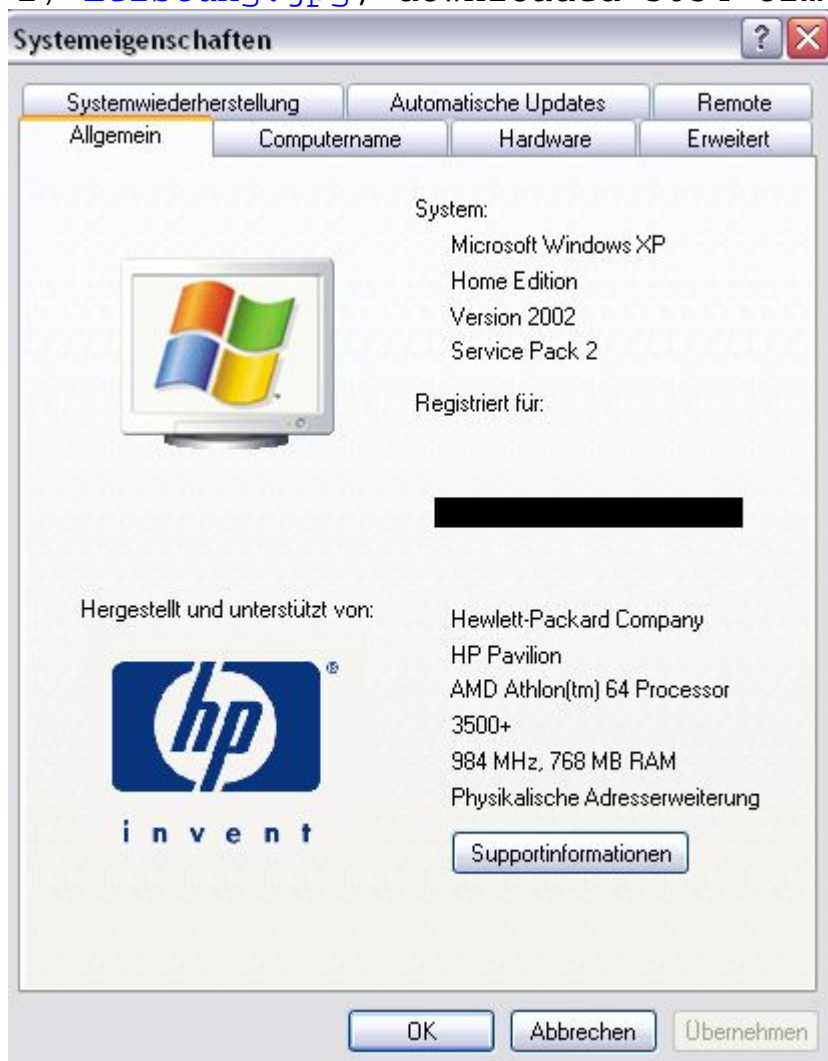 Systemeigenschaften
Systemwiederherstellung Automatische Updates Remote
Allgemein Computername Hardware Erweitert
System:
Microsoft Windows XP
Home Edition
Version 2002
Service Pack 2
Registriert für:
Hergestellt und unterstützt von:
Hewlett-Packard Company
HP Pavilion
AMD Athlon(tm) 64 Processor
3500+
984 MHz, 768 MB RAM
Physikalische Adresserweiterung
hp ®
invent
Supportinformationen
OK Abbrechen Übernehmen